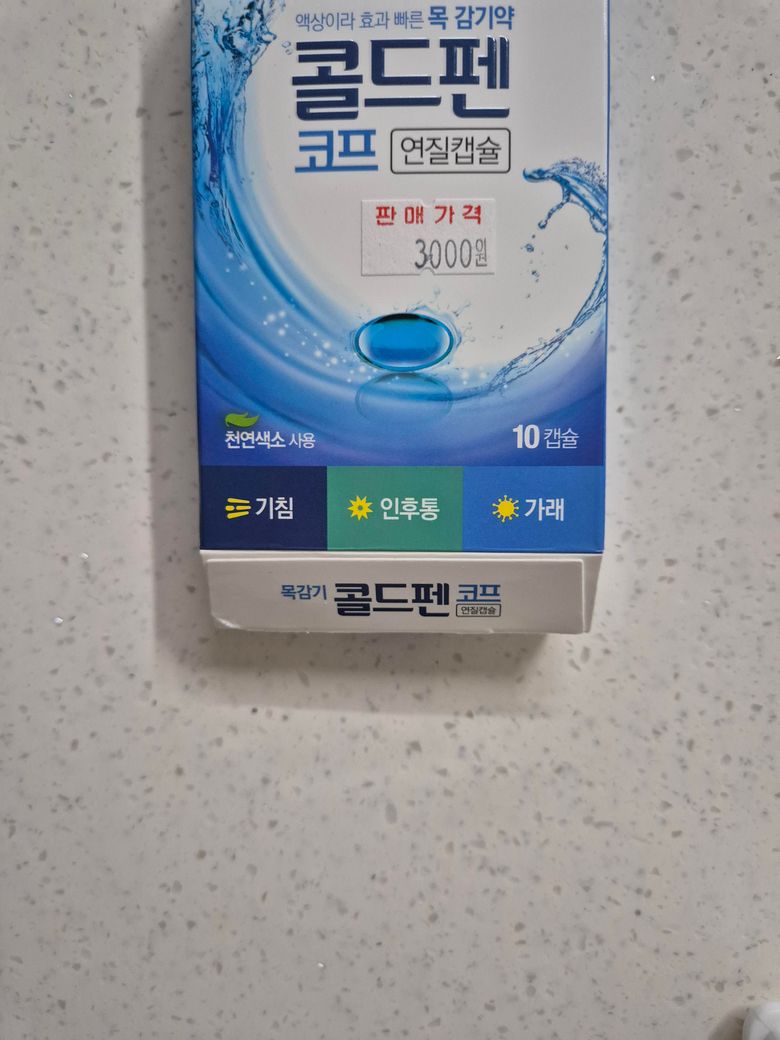 액상이라 효과 빠른 목 감기약
콜드펜
코프 연질캡슐
판매가격
3000원
천연색소 사용
10 캡슐
기침 인후통 가래
목감기 콜드펜 코프 연질캡슐